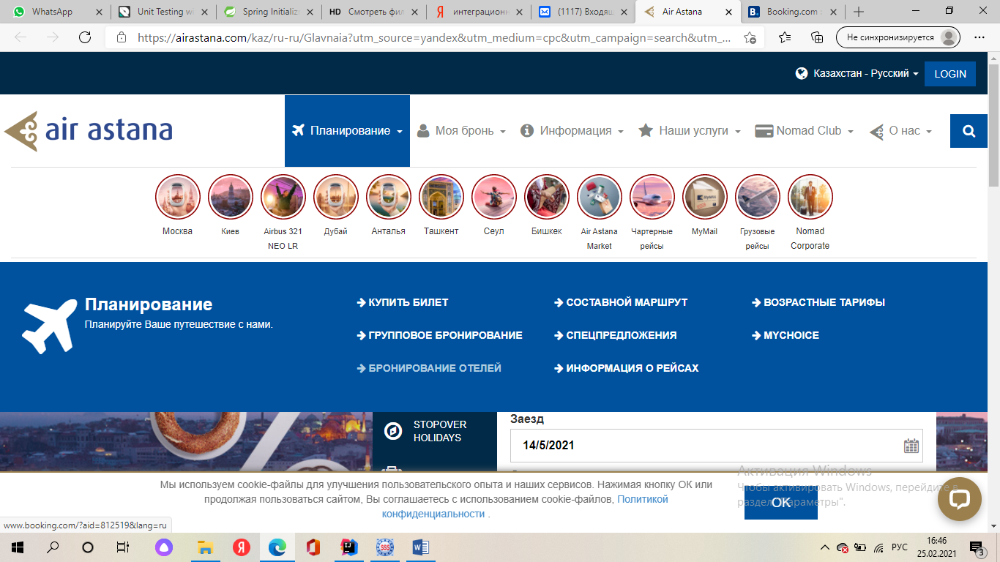 WhatsApp
Unit Testing w
Spring Initializ
HD Смотреть фил
интеграционн
(1117) Входящ
Air Astana
Booking.com
Не синхронизируется
https://airastana.com/kaz/ru-ru/Glavnaia?utm_source=yandex&utm_medium=cpc&utm_campaign=search&utm_...
Казахстан - Русский
LOGIN
air astana
Планирование
Моя бронь
Информация
Наши услуги
Nomad Club
О нас
Москва
Киев
Airbus 321
NEO LR
Дубай
Анталья
Ташкент
Сеул
Бишкек
Air Astana
Market
Чартерные
рейсы
MyMail
Грузовые
рейсы
Nomad
Corporate
Планирование
Планируйте Ваше путешествие с нами.
КУПИТЬ БИЛЕТ
СОСТАВНОЙ МАРШРУТ
ВОЗРАСТНЫЕ ТАРИФЫ
ГРУППОВОЕ БРОНИРОВАНИЕ
СПЕЦПРЕДЛОЖЕНИЯ
MYCHOICE
БРОНИРОВАНИЕ ОТЕЛЕЙ
ИНФОРМАЦИЯ О РЕЙСАХ
STOPOVER
HOLIDAYS
Заезд
14/5/2021
Активация Windows
Чтобы активировать Windows, перейдите в
раздел "Параметры".
Мы используем cookie-файлы для улучшения пользовательского опыта и наших сервисов. Нажимая кнопку ОК или
продолжая пользоваться сайтом, Вы соглашаетесь с использованием cookie-файлов, Политикой
конфиденциальности .
OK
www.booking.com/?aid=812519&lang=ru
РУС
16:46
25.02.2021
3